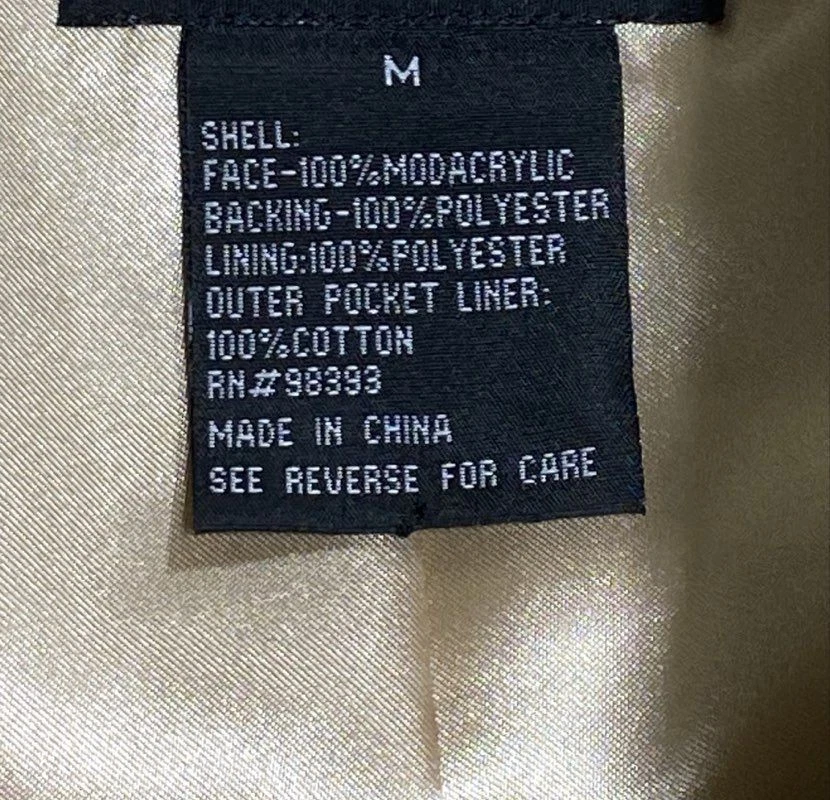 M
SHELL:
FACE-100%MODACRYLIC
BACKING-100%POLYESTER
LINING:100%POLYESTER
OUTER POCKET LINER:
100%COTTON
RN#98393
MADE IN CHINA
SEE REVERSE FOR CARE